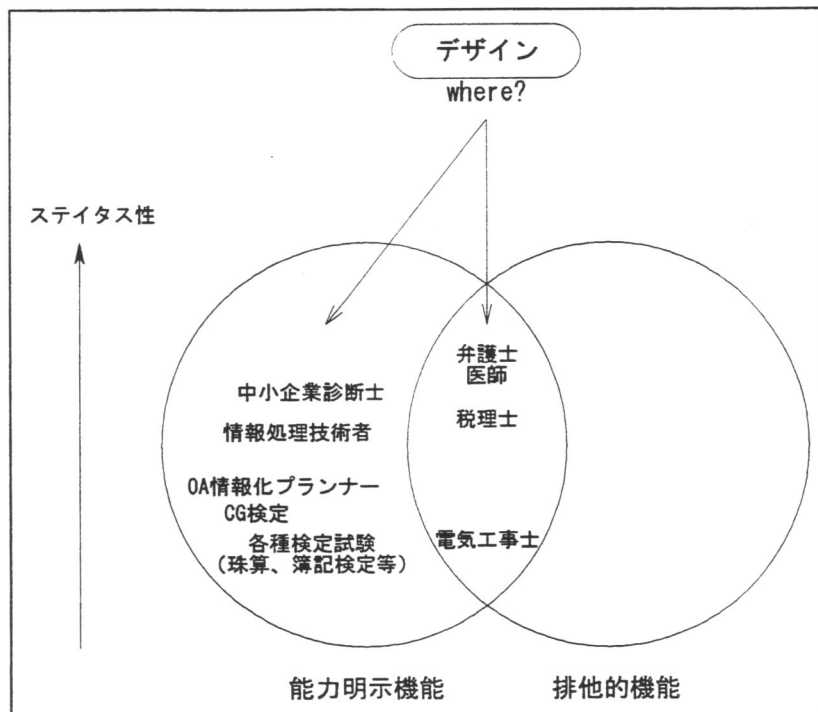 デザイン
where?
ステイタス性
弁護士
医師
中小企業診断士
税理士
情報処理技術者
OA情報化プランナー
CG検定
各種検定試験
(珠算、簿記検定等)
電気工事士
能力明示機能
排他的機能